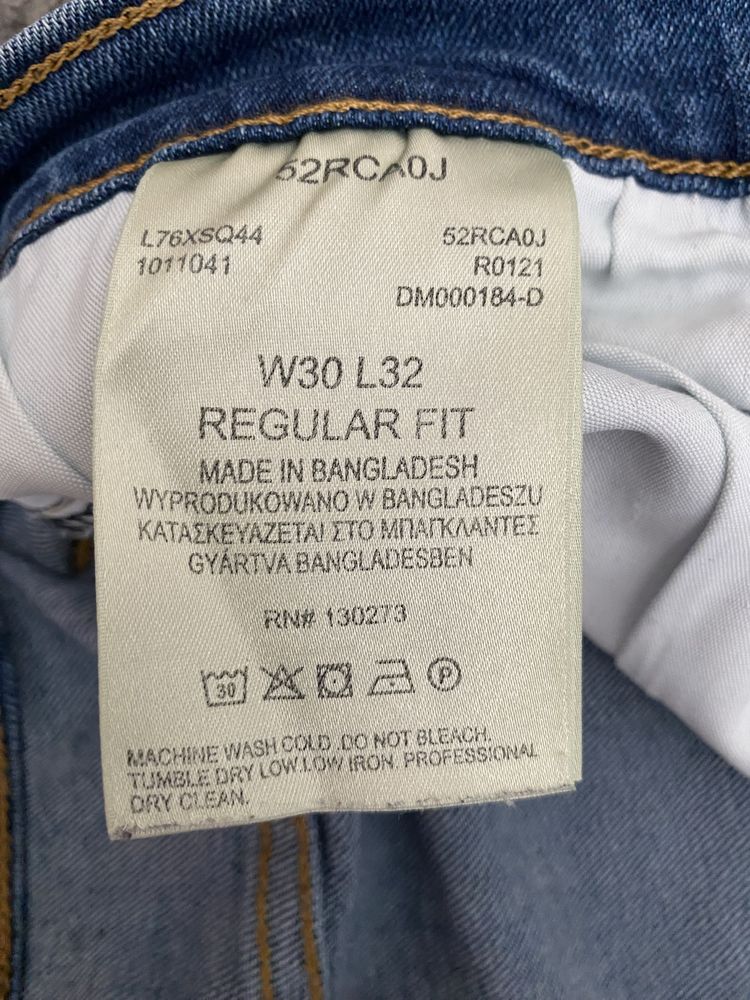 52RCA0J
L76XSQ44
1011041
52RCA0J
R0121
DM000184-D
W30 L32
REGULAR FIT
MADE IN BANGLADESH
WYPRODUKOWANO W BANGLADESZU
ΚΑΤΑΣΚΕΥΑΖΕΤΑΙ ΣΤΟ ΜΠΑΓΚΛΑΝΤΕΣ
GYÁRTVA BANGLADESBEN
RN# 130273
30 P
MACHINE WASH COLD .DO NOT BLEACH.
TUMBLE DRY LOW.LOW IRON. PROFESSIONAL
DRY CLEAN.